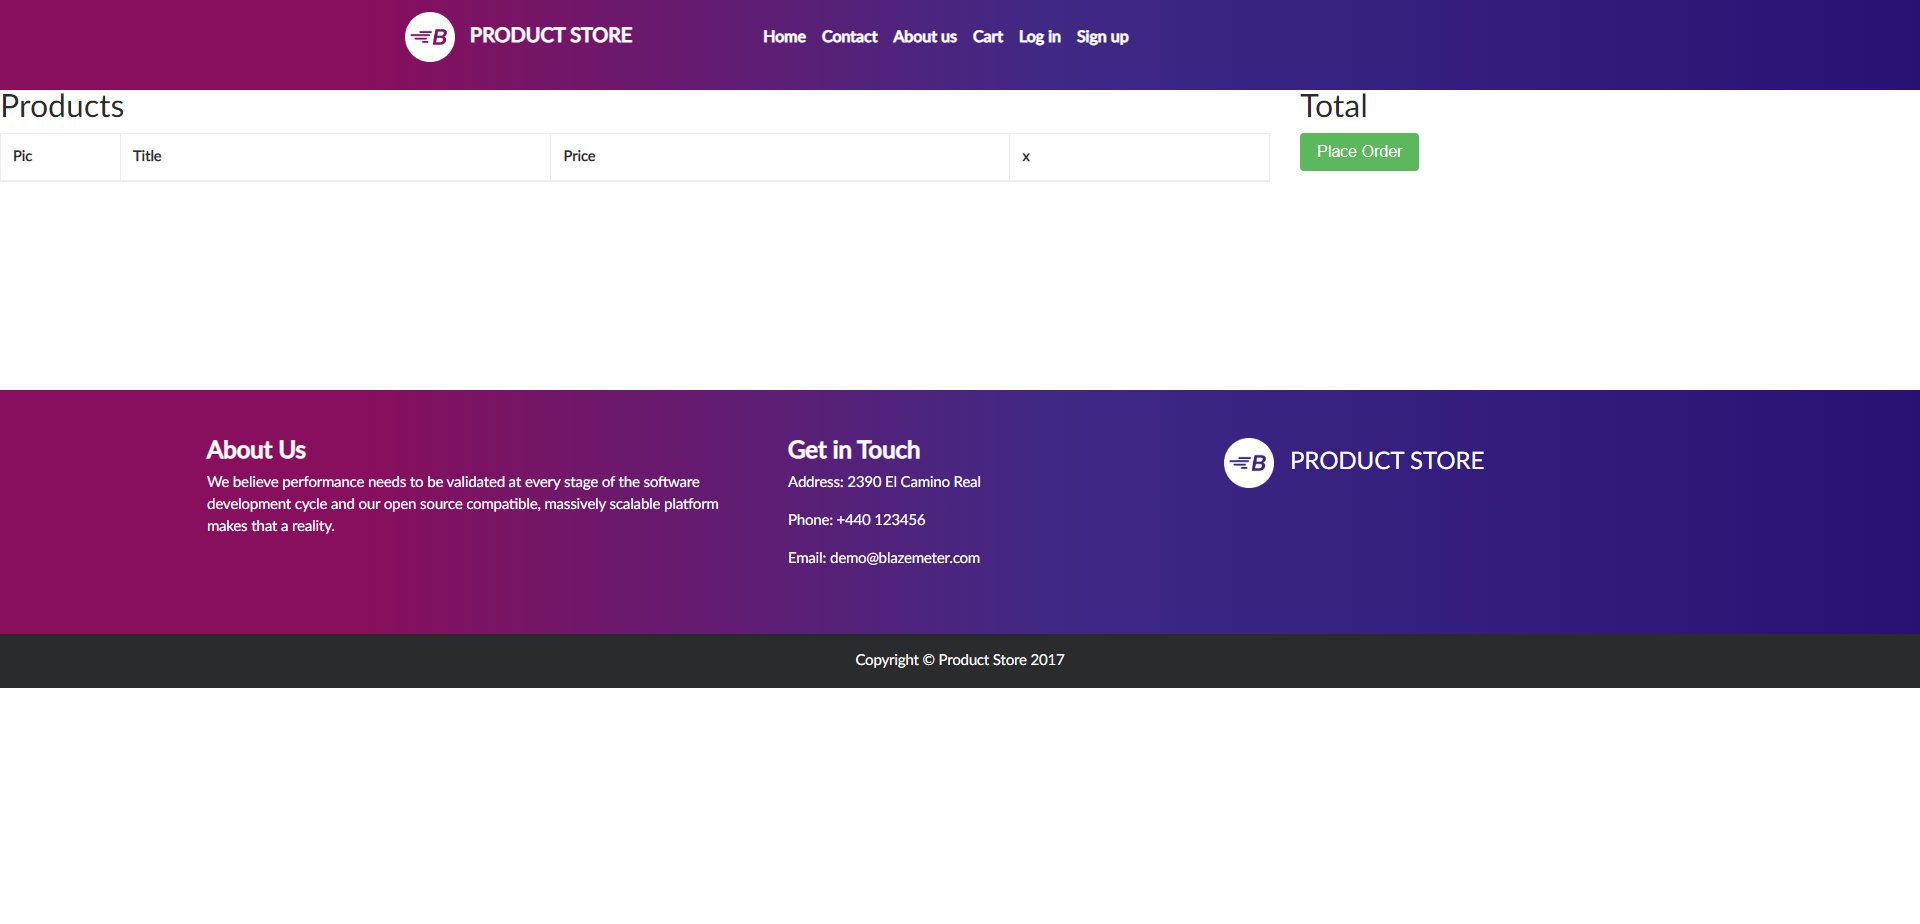 B PRODUCT STORE Home Contact About us Cart Log in Sign up
Products
Total
Pic Title Price x
Place Order
About Us
We believe performance needs to be validated at every stage of the software
development cycle and our open source compatible, massively scalable platform
makes that a reality.
Get in Touch
Address: 2390 El Camino Real
Phone: +440 123456
Email: demo@blazemeter.com
B PRODUCT STORE
Copyright © Product Store 2017